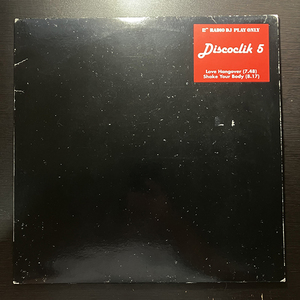 12" RADIO DJ PLAY ONLY
Discoclik 5
Love Hangover (7.48)
Shake Your Body (8.17)